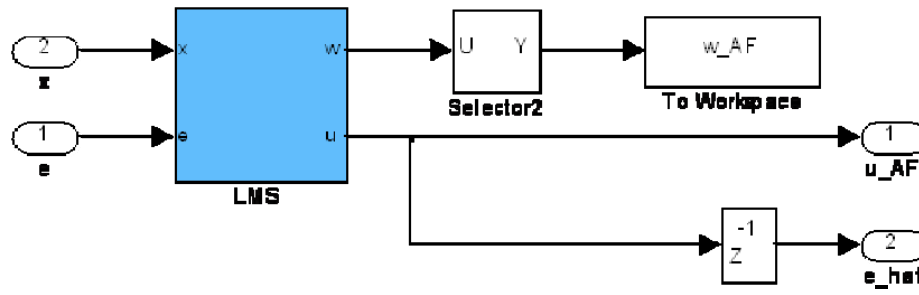 2
x
x
w
U
Y
w_AF
Selector2
To Workspace
1
e
e
u
1
u_AF
LMS
-1
Z
2
e_hat